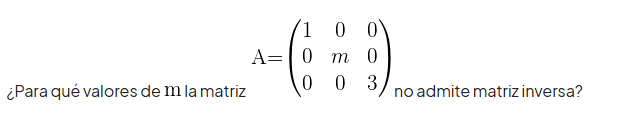 ¿Para qué valores de m la matriz A=
(1 0 0)
(0 m 0)
(0 0 3)
no admite matriz inversa?